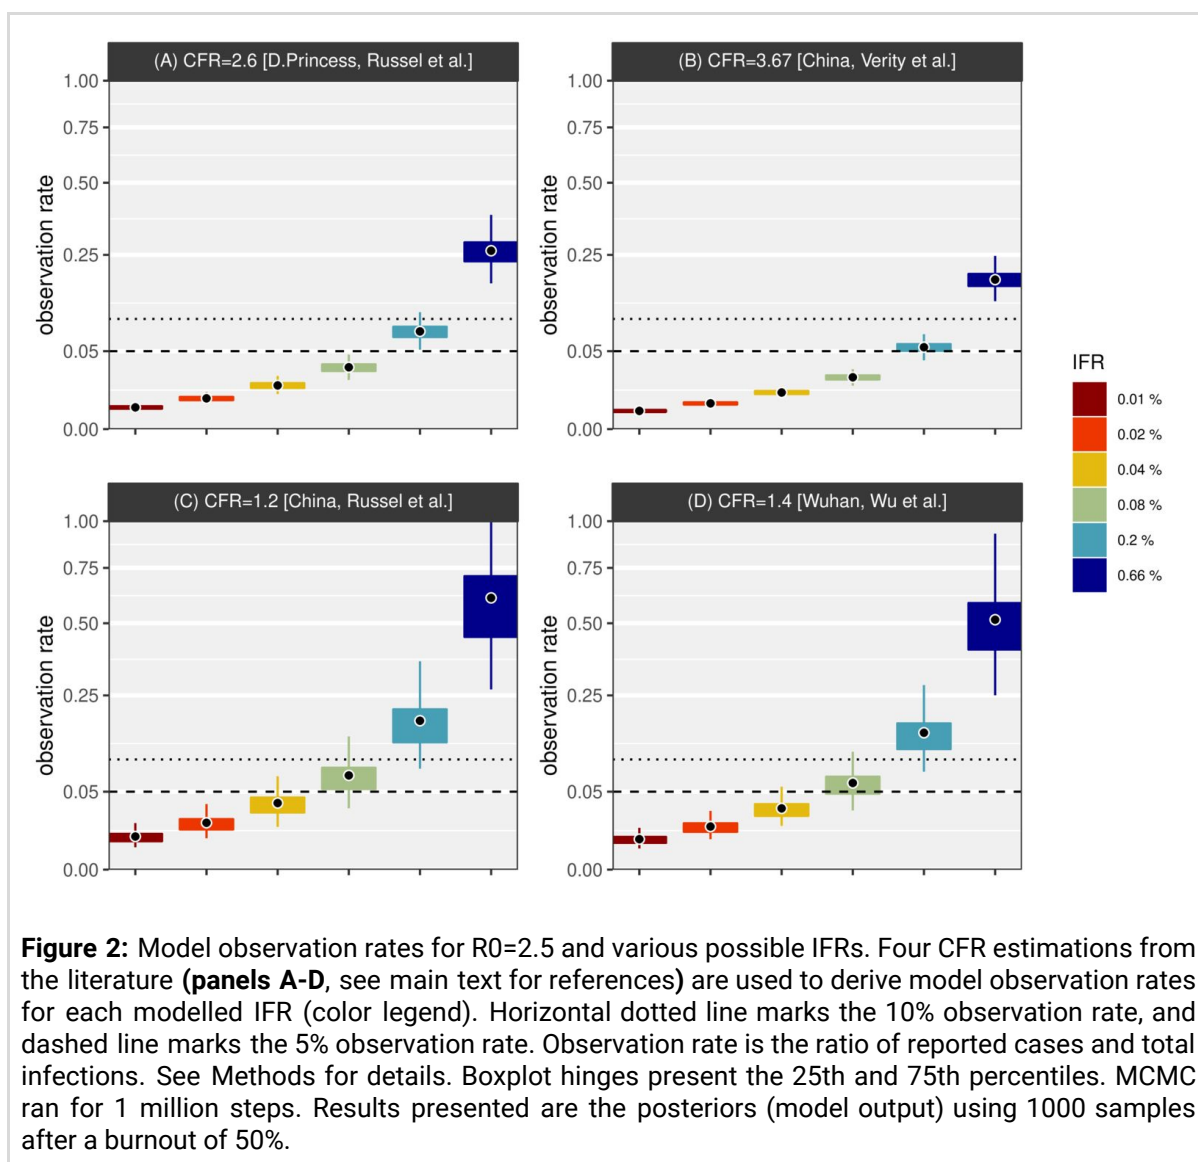 (A) CFR=2.6 [D.Princess, Russel et al.]
1.00
0.75
0.50
0.25
0.05
0.00
observation rate
(B) CFR=3.67 [China, Verity et al.]
1.00
0.75
0.50
0.25
0.05
0.00
observation rate
(C) CFR=1.2 [China, Russel et al.]
1.00
0.75
0.50
0.25
0.05
0.00
observation rate
(D) CFR=1.4 [Wuhan, Wu et al.]
1.00
0.75
0.50
0.25
0.05
0.00
observation rate
IFR
0.01 %
0.02 %
0.04 %
0.08 %
0.2 %
0.66 %
Figure 2: Model observation rates for R0=2.5 and various possible IFRs. Four CFR estimations from
the literature (panels A-D, see main text for references) are used to derive model observation rates
for each modelled IFR (color legend). Horizontal dotted line marks the 10% observation rate, and
dashed line marks the 5% observation rate. Observation rate is the ratio of reported cases and total
infections. See Methods for details. Boxplot hinges present the 25th and 75th percentiles. MCMC
ran for 1 million steps. Results presented are the posteriors (model output) using 1000 samples
after a burnout of 50%.